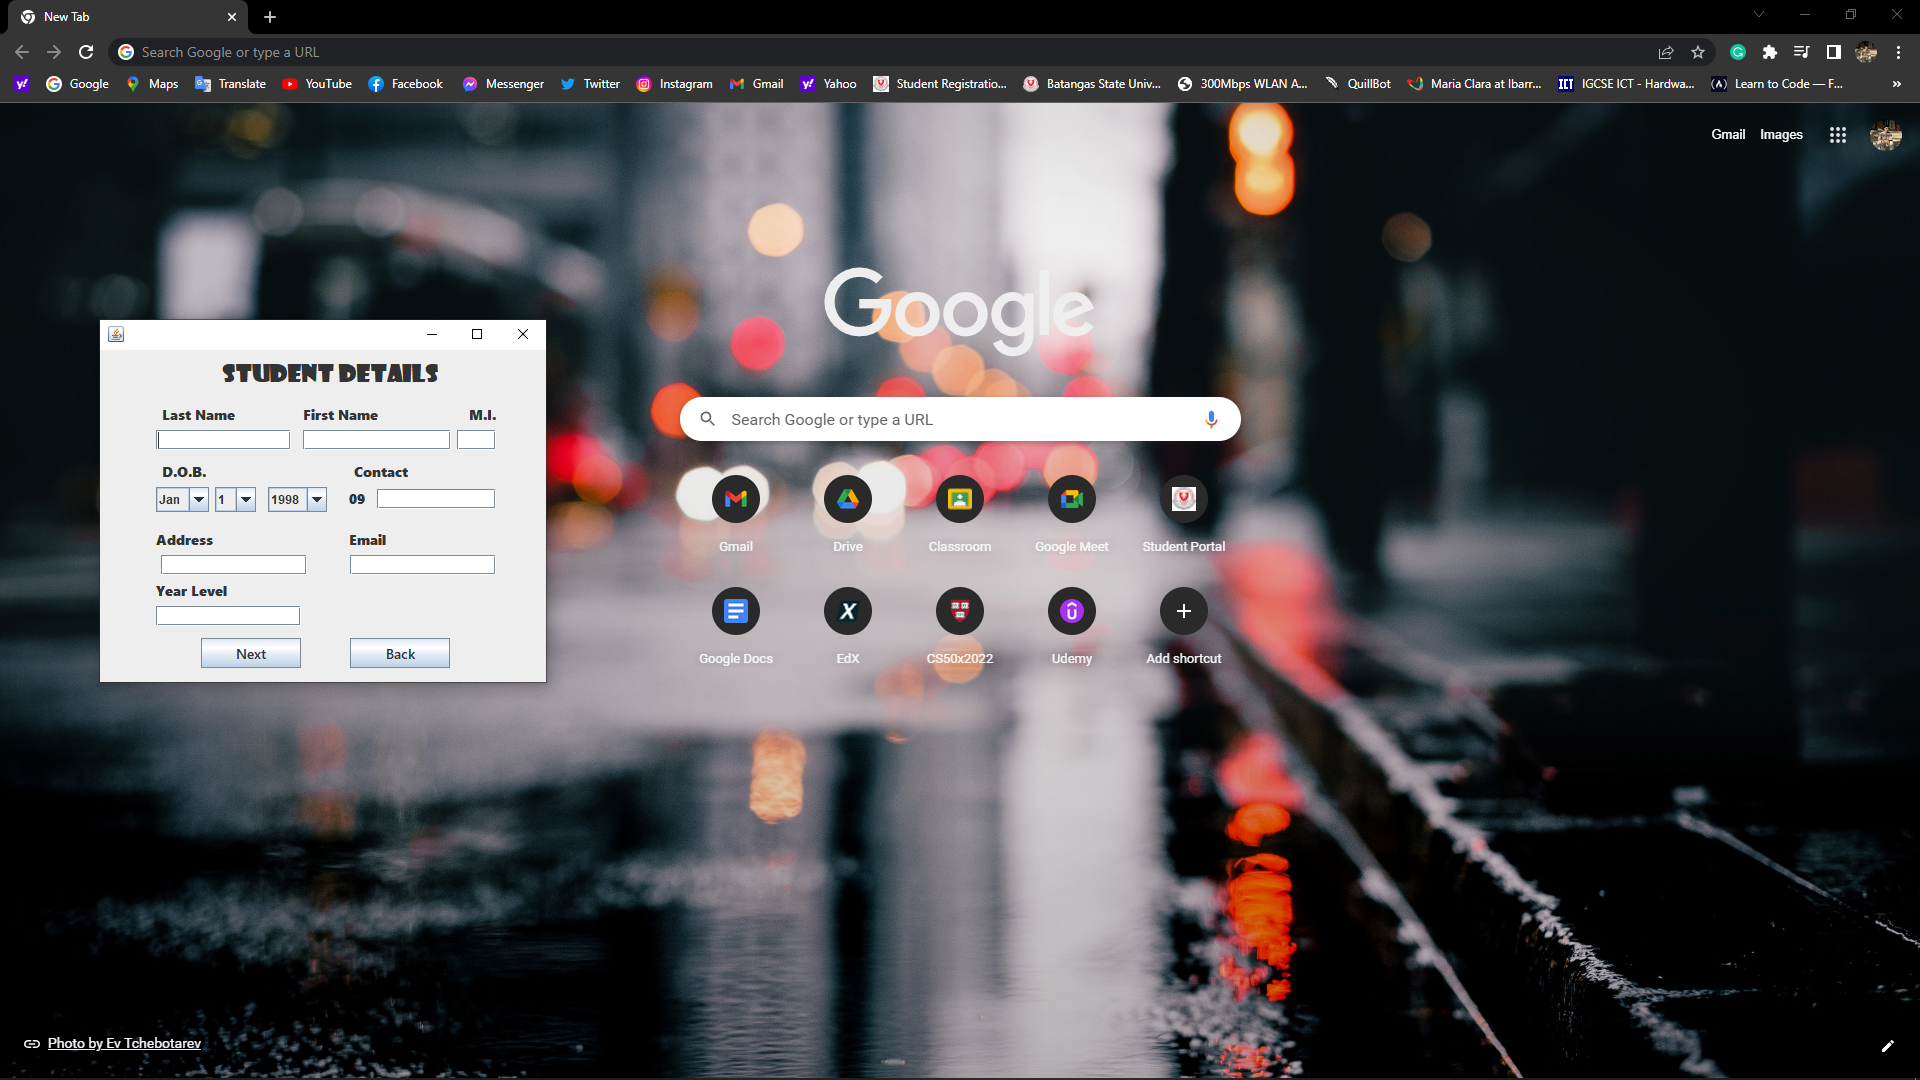 New Tab
Search Google or type a URL
Google Maps Translate YouTube Facebook Messenger Twitter Instagram Gmail Yahoo Student Registratio... Batangas State Univ... 300Mbps WLAN A... QuillBot Maria Clara at Ibarr... ICT IGCSE ICT - Hardwa... Learn to Code — F... »
Gmail Images
Google
Search Google or type a URL
Gmail Drive Classroom Google Meet Student Portal
Google Docs EdX CS50x2022 Udemy Add shortcut
STUDENT DETAILS
Last Name First Name M.I.
D.O.B. Contact
Jan 1 1998 09
Address Email
Year Level
Next Back
Photo by Ev Tchebotarev